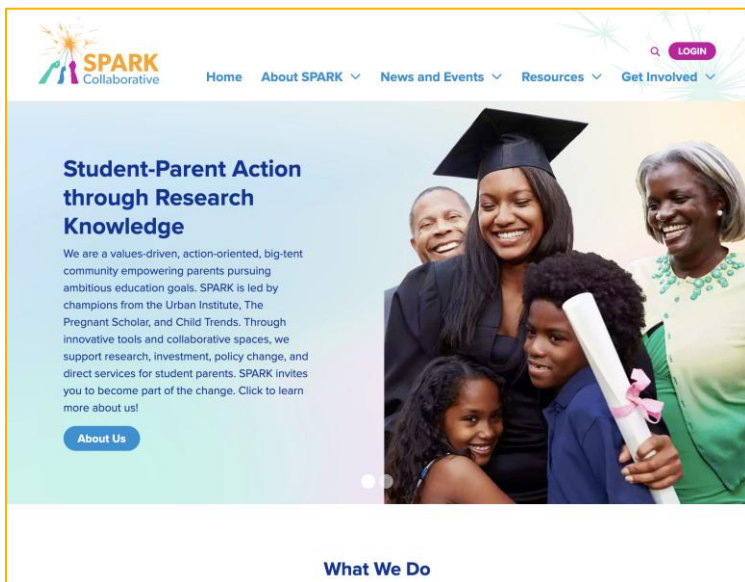 SPARK
Collaborative
LOGIN
Home About SPARK News and Events Resources Get Involved
Student-Parent Action
through Research
Knowledge
We are a values-driven, action-oriented, big-tent
community empowering parents pursuing
ambitious education goals. SPARK is led by
champions from the Urban Institute, The
Pregnant Scholar, and Child Trends. Through
innovative tools and collaborative spaces, we
support research, investment, policy change, and
direct services for student parents. SPARK invites
you to become part of the change. Click to learn
more about us!
About Us
What We Do